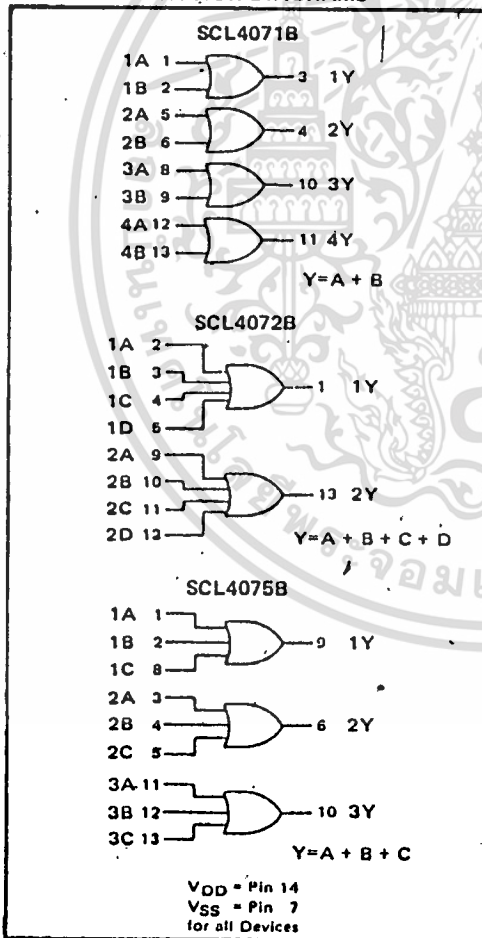 SCL4071B
1A 1
3 1Y
1B 2
2A 5
4 2Y
2B 6
3A 8
10 3Y
3B 9
4A 12
11 4Y
4B 13
Y=A + B
SCL4072B
1A 2
1B 3
1 1Y
1C 4
1D 5
2A 9
2B 10
13 2Y
2C 11
2D 12
Y=A + B + C + D
SCL4075B
1A 1
1B 2
9 1Y
1C 8
2A 3
2B 4
6 2Y
2C 5
3A 11
3B 12
10 3Y
3C 13
Y=A + B + C
VDD = Pin 14
VSS = Pin 7
for all Devices